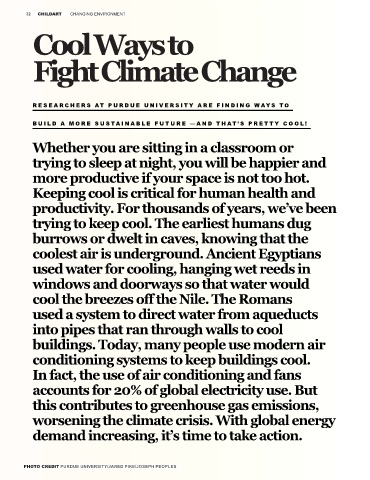 32 CHILDART CHANGING ENVIRONMENT
Cool Ways to
Fight Climate Change
RESEARCHERS AT PURDUE UNIVERSITY ARE FINDING WAYS TO
BUILD A MORE SUSTAINABLE FUTURE —AND THAT'S PRETTY COOL!
Whether you are sitting in a classroom or
trying to sleep at night, you will be happier and
more productive if your space is not too hot.
Keeping cool is critical for human health and
productivity. For thousands of years, we've been
trying to keep cool. The earliest humans dug
burrows or dwelt in caves, knowing that the
coolest air is underground. Ancient Egyptians
used water for cooling, hanging wet reeds in
windows and doorways so that water would
cool the breezes off the Nile. The Romans
used a system to direct water from aqueducts
into pipes that ran through walls to cool
buildings. Today, many people use modern air
conditioning systems to keep buildings cool.
In fact, the use of air conditioning and fans
accounts for 20% of global electricity use. But
this contributes to greenhouse gas emissions,
worsening the climate crisis. With global energy
demand increasing, it's time to take action.
PHOTO CREDIT PURDUE UNIVERSITY/JARED PIKE/JOSEPH PEOPLES